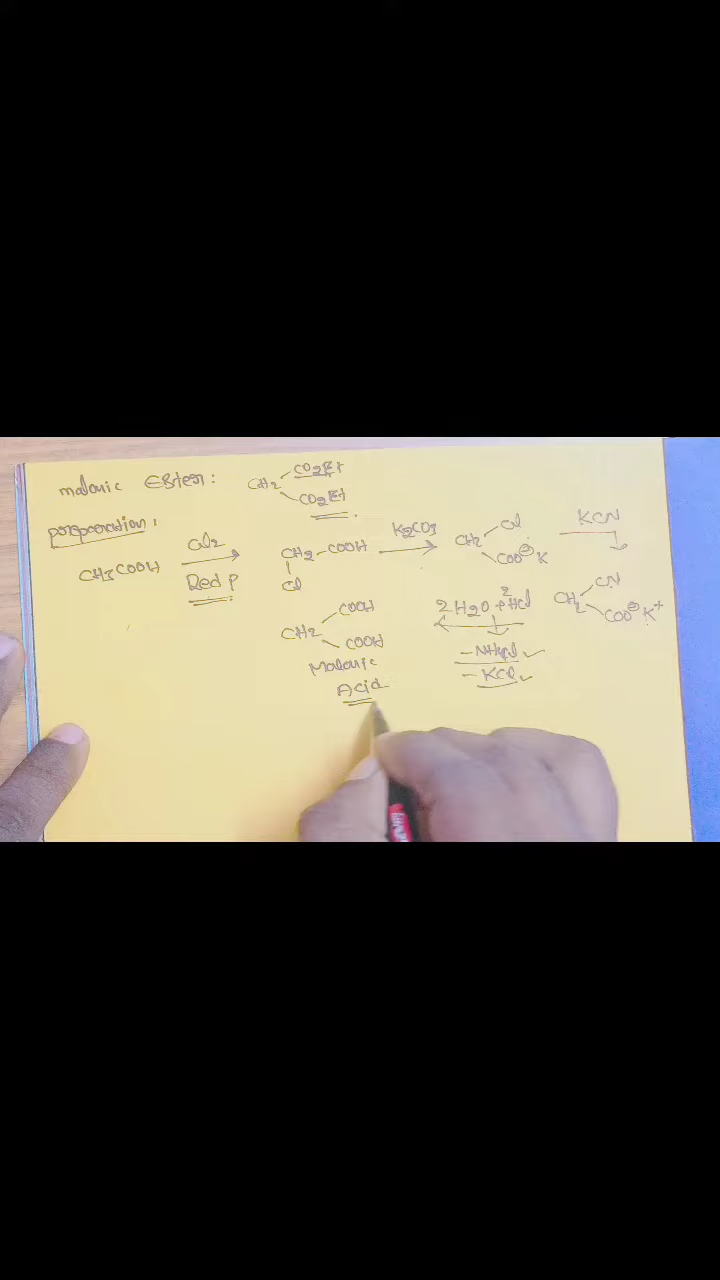 malonic Ester: CH2 CO2Et
CO2Et
preparation:
CH3COOH Cl2 Red P CH2-COOH K2CO3 CH2 Cl KCN
Cl COO⊖K
CH2 COOH 2H2O + 2HCl CH2 CN
COOH -NH4Cl COO⊖K+
Malonic -KCl
Acid